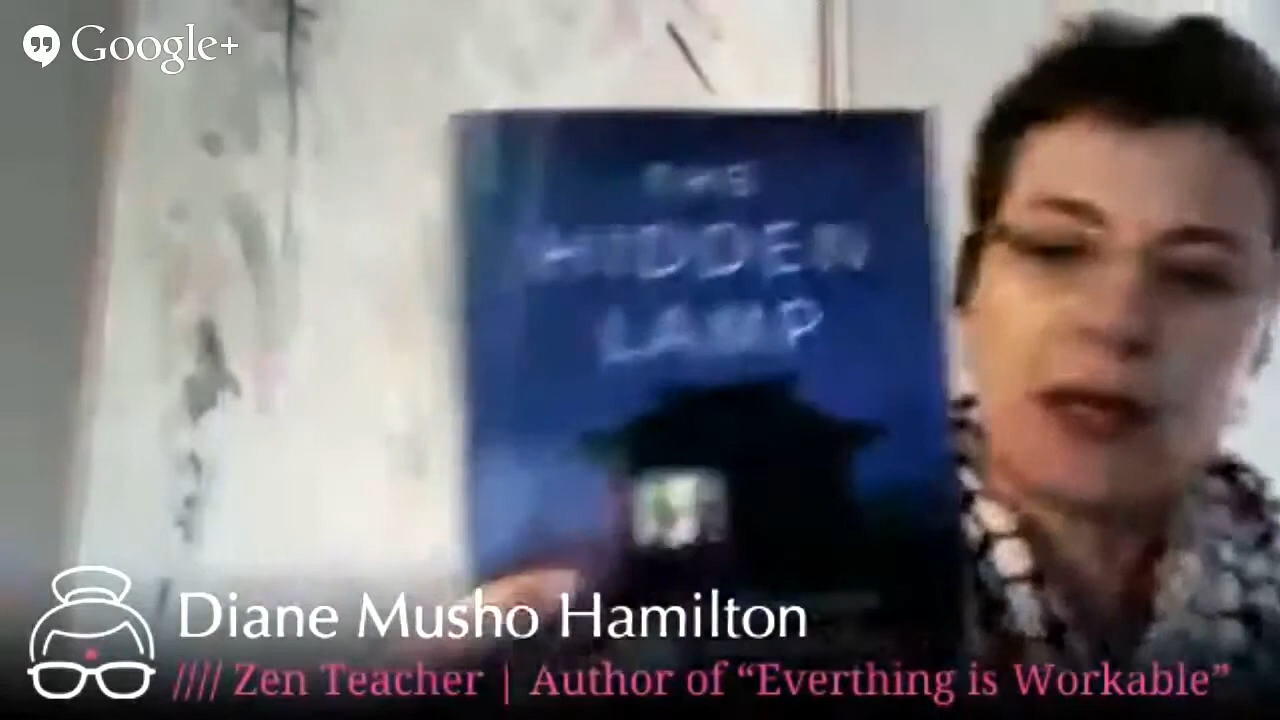 Google+
THE
HIDDEN
LAMP
Diane Musho Hamilton
//// Zen Teacher | Author of “Everthing is Workable”